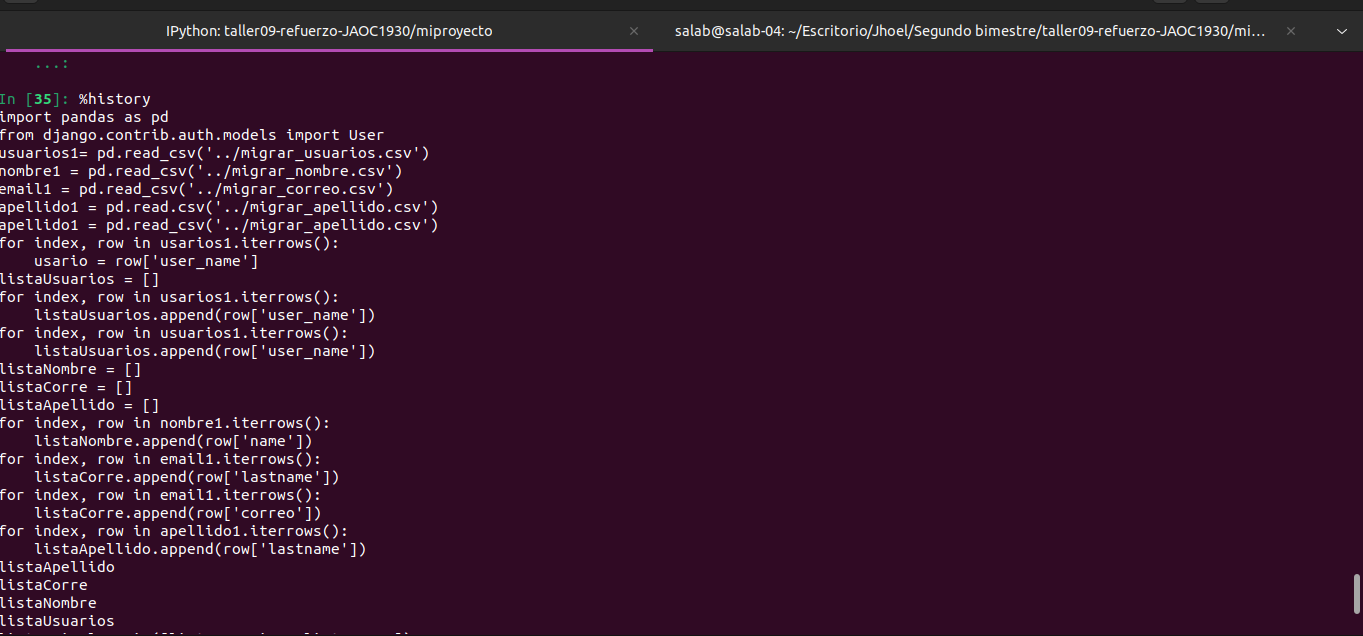 IPython: taller09-refuerzo-JAOC1930/miproyecto
salab@salab-04: ~/Escritorio/Jhoel/Segundo bimestre/taller09-refuerzo-JAOC1930/mi...
...:
In [35]: %history
import pandas as pd
from django.contrib.auth.models import User
usuarios1= pd.read_csv('../migrar_usuarios.csv')
nombre1 = pd.read_csv('../migrar_nombre.csv')
email1 = pd.read_csv('../migrar_correo.csv')
apellido1 = pd.read.csv('../migrar_apellido.csv')
apellido1 = pd.read_csv('../migrar_apellido.csv')
for index, row in usarios1.iterrows():
    usario = row['user_name']
listaUsuarios = []
for index, row in usarios1.iterrows():
    listaUsuarios.append(row['user_name'])
for index, row in usuarios1.iterrows():
    listaUsuarios.append(row['user_name'])
listaNombre = []
listaCorre = []
listaApellido = []
for index, row in nombre1.iterrows():
    listaNombre.append(row['name'])
for index, row in email1.iterrows():
    listaCorre.append(row['lastname'])
for index, row in email1.iterrows():
    listaCorre.append(row['correo'])
for index, row in apellido1.iterrows():
    listaApellido.append(row['lastname'])
listaApellido
listaCorre
listaNombre
listaUsuarios